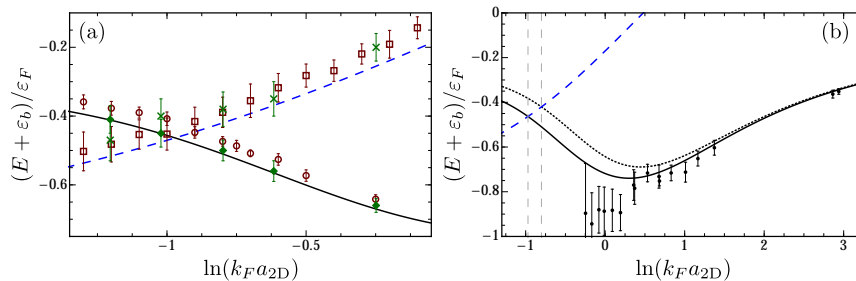 (a)
−0.2
−0.4
−0.6
−1
−0.5
(E + ε_b)/ε_F
ln(k_F a_2D)
(b)
0
−0.2
−0.4
−0.6
−0.8
−1
−1
0
1
2
3
(E + ε_b)/ε_F
ln(k_F a_2D)